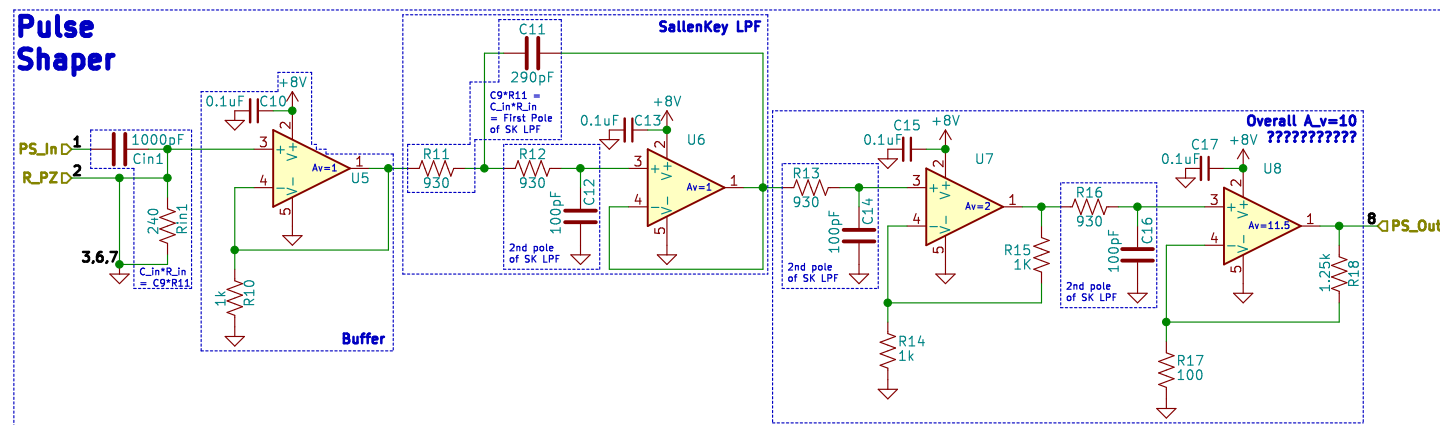 Pulse
Shaper
PS_In
1
1000pF
Cin1
R_PZ
2
240
Rin1
3,6,7
C_in*R_in
= C9*R11
0.1uF
C10
+8V
2
3
V+
+
4
−
V-
1
5
Av=1
U5
1k
R10
Buffer
SallenKey LPF
C11
290pF
C9*R11 =
C_in*R_in
= First Pole
of SK LPF
R11
930
R12
930
100pF
C12
2nd pole
of SK LPF
0.1uF
C13
+8V
2
U6
3
V+
+
4
−
V-
1
5
Av=1
Overall A_v=10
???????????
R13
930
100pF
C14
2nd pole
of SK LPF
C15
0.1uF
+8V
2
U7
3
V+
+
4
−
V-
1
5
Av=2
R15
1K
R14
1k
R16
930
100pF
C16
2nd pole
of SK LPF
C17
0.1uF
+8V
2
U8
3
V+
+
4
−
V-
1
5
Av=11.5
8
PS_Out
1.25k
R18
R17
100